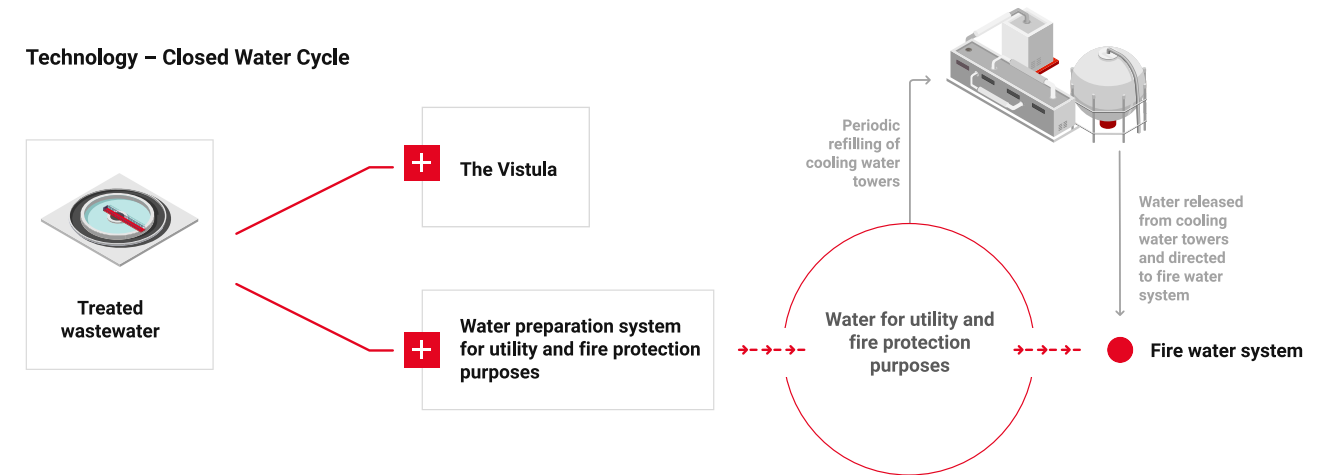 Technology – Closed Water Cycle
Treated
wastewater
The Vistula
Water preparation system
for utility and fire protection
purposes
Water for utility and
fire protection
purposes
Periodic
refilling of
cooling water
towers
Water released
from cooling
water towers
and directed
to fire water
system
Fire water system